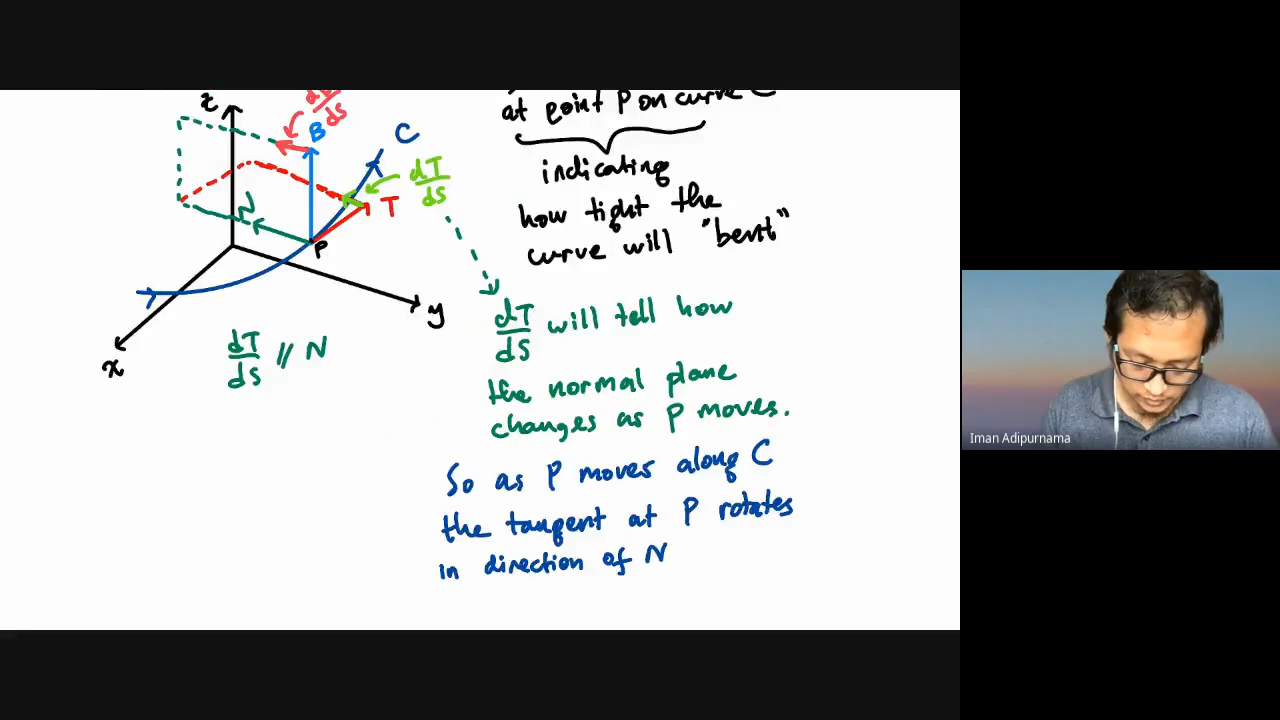 z
dB
dS
B
C
dT
dS
T
N
P
y
x
dT
dS // N
at point P on curve C
indicating
how tight the
curve will "bent"
dT
dS will tell how
the normal plane
changes as P moves.
So as P moves along C
the tangent at P rotates
in direction of N
Iman Adipurnama